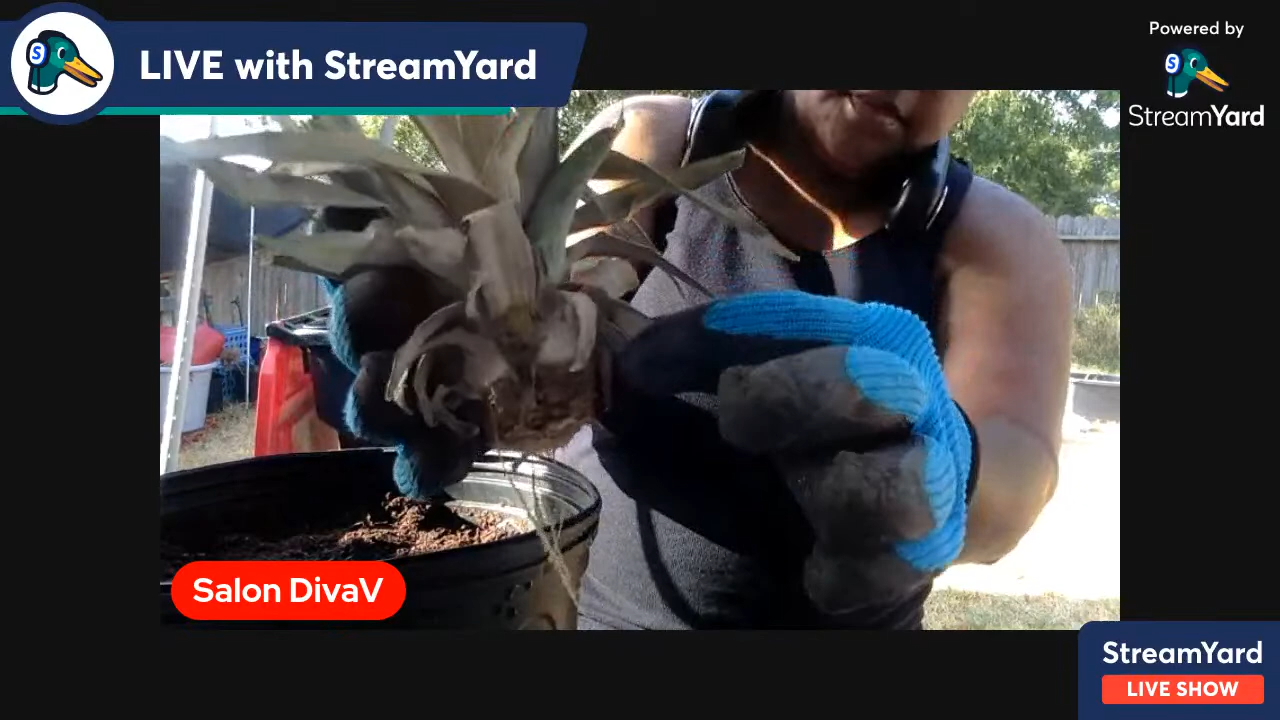 S
LIVE with StreamYard
Powered by
S
StreamYard
Salon DivaV
StreamYard
LIVE SHOW